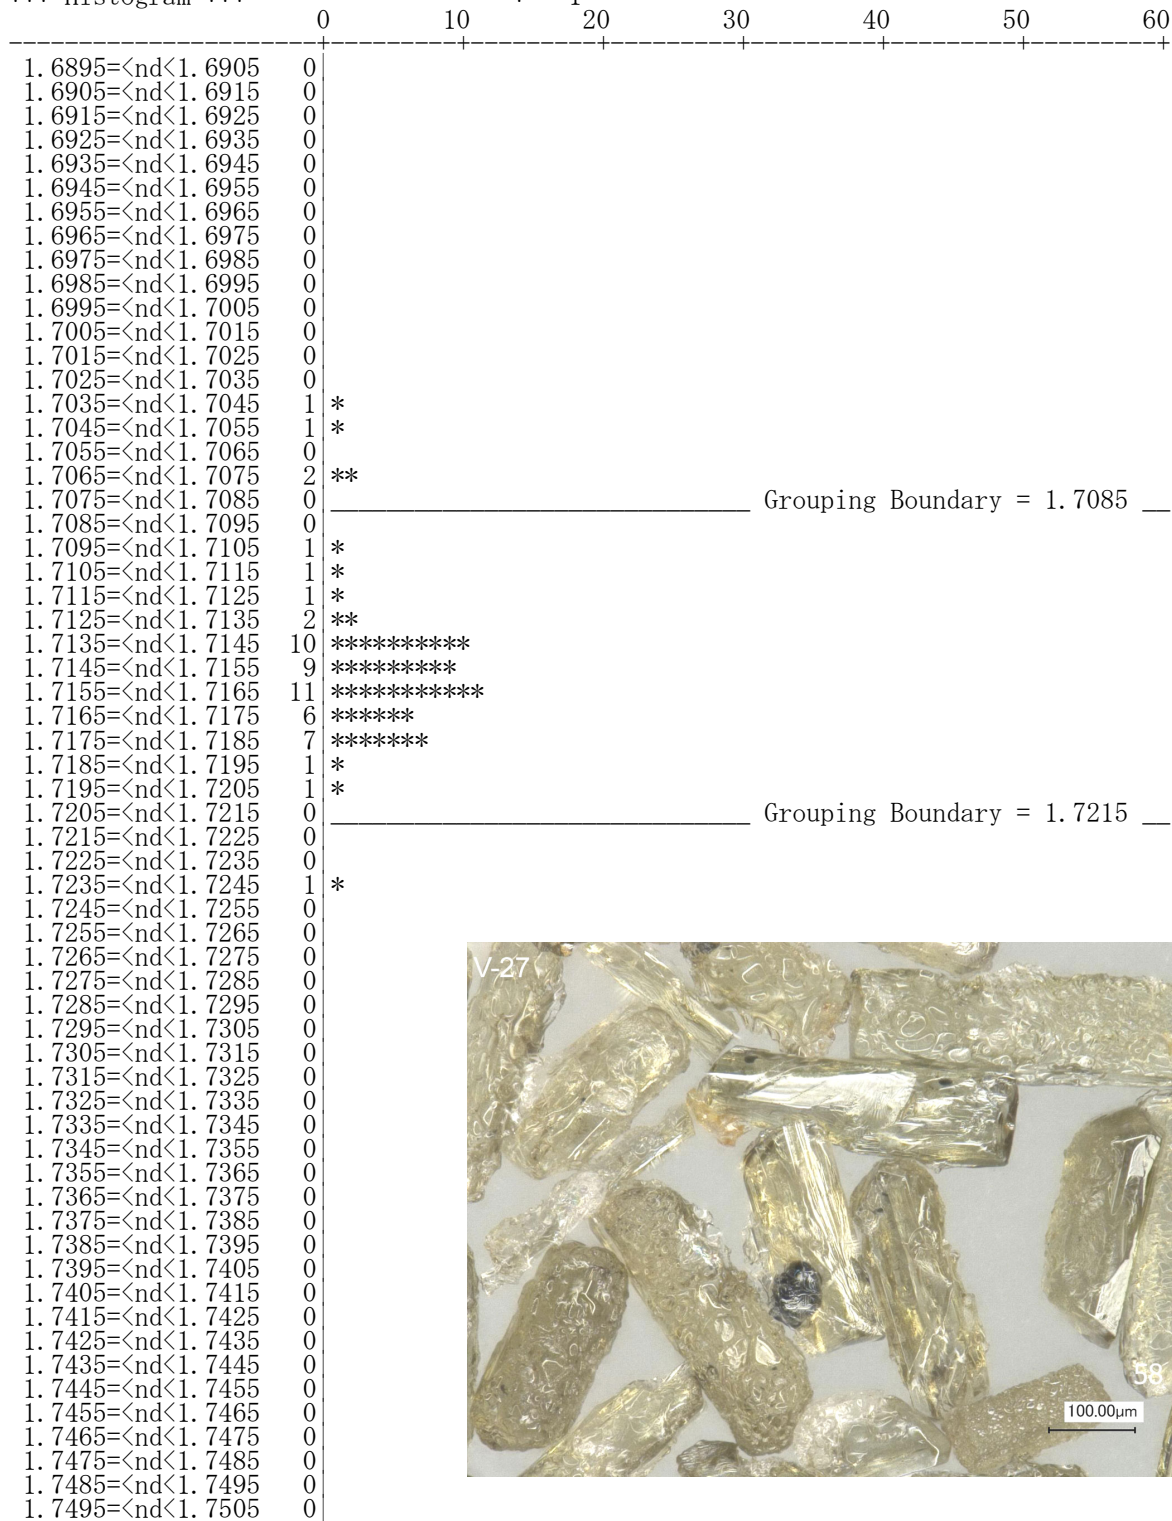 0 10 20 30 40 50 60
1.6895=<nd<1.6905 0
1.6905=<nd<1.6915 0
1.6915=<nd<1.6925 0
1.6925=<nd<1.6935 0
1.6935=<nd<1.6945 0
1.6945=<nd<1.6955 0
1.6955=<nd<1.6965 0
1.6965=<nd<1.6975 0
1.6975=<nd<1.6985 0
1.6985=<nd<1.6995 0
1.6995=<nd<1.7005 0
1.7005=<nd<1.7015 0
1.7015=<nd<1.7025 0
1.7025=<nd<1.7035 0
1.7035=<nd<1.7045 1 *
1.7045=<nd<1.7055 1 *
1.7055=<nd<1.7065 0
1.7065=<nd<1.7075 2 **
1.7075=<nd<1.7085 0 Grouping Boundary = 1.7085
1.7085=<nd<1.7095 0
1.7095=<nd<1.7105 1 *
1.7105=<nd<1.7115 1 *
1.7115=<nd<1.7125 1 *
1.7125=<nd<1.7135 2 **
1.7135=<nd<1.7145 10 **********
1.7145=<nd<1.7155 9 *********
1.7155=<nd<1.7165 11 ***********
1.7165=<nd<1.7175 6 ******
1.7175=<nd<1.7185 7 *******
1.7185=<nd<1.7195 1 *
1.7195=<nd<1.7205 1 *
1.7205=<nd<1.7215 0 Grouping Boundary = 1.7215
1.7215=<nd<1.7225 0
1.7225=<nd<1.7235 0
1.7235=<nd<1.7245 1 *
1.7245=<nd<1.7255 0
1.7255=<nd<1.7265 0
1.7265=<nd<1.7275 0
1.7275=<nd<1.7285 0
1.7285=<nd<1.7295 0
1.7295=<nd<1.7305 0
1.7305=<nd<1.7315 0
1.7315=<nd<1.7325 0
1.7325=<nd<1.7335 0
1.7335=<nd<1.7345 0
1.7345=<nd<1.7355 0
1.7355=<nd<1.7365 0
1.7365=<nd<1.7375 0
1.7375=<nd<1.7385 0
1.7385=<nd<1.7395 0
1.7395=<nd<1.7405 0
1.7405=<nd<1.7415 0
1.7415=<nd<1.7425 0
1.7425=<nd<1.7435 0
1.7435=<nd<1.7445 0
1.7445=<nd<1.7455 0
1.7455=<nd<1.7465 0
1.7465=<nd<1.7475 0
1.7475=<nd<1.7485 0
1.7485=<nd<1.7495 0
1.7495=<nd<1.7505 0
V-27
58
100.00μm